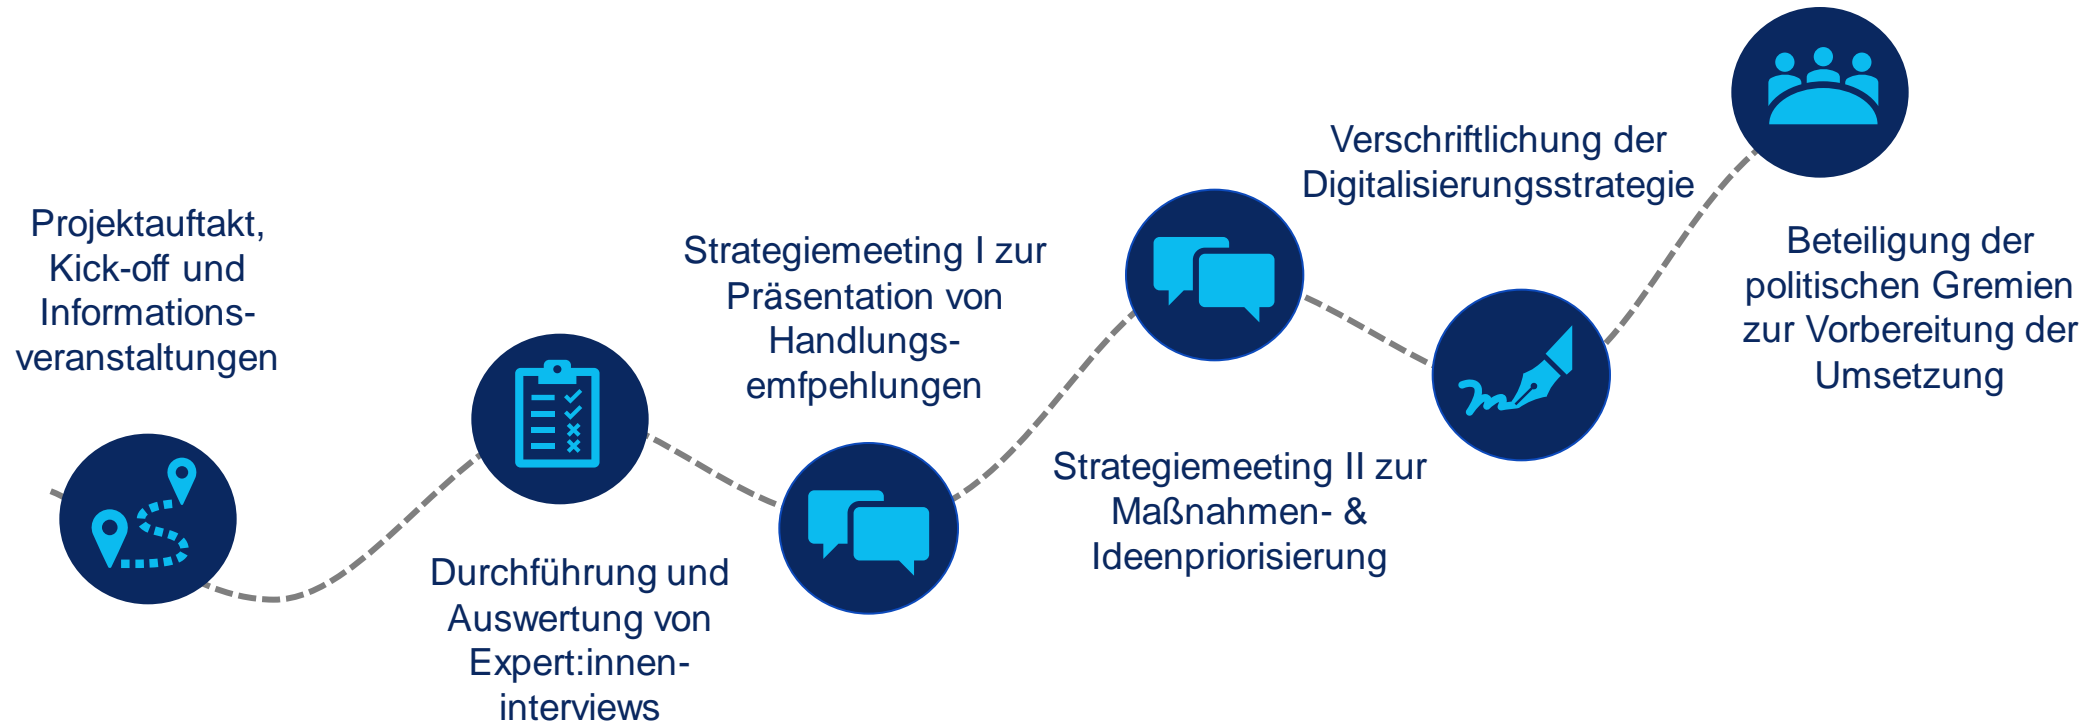 Projektauftakt,
Kick-off und
Informations-
veranstaltungen
Durchführung und
Auswertung von
Expert:innen-
interviews
Strategiemeeting I zur
Präsentation von
Handlungs-
emfpehlungen
Strategiemeeting II zur
Maßnahmen- &
Ideenpriorisierung
Verschriftlichung der
Digitalisierungsstrategie
Beteiligung der
politischen Gremien
zur Vorbereitung der
Umsetzung